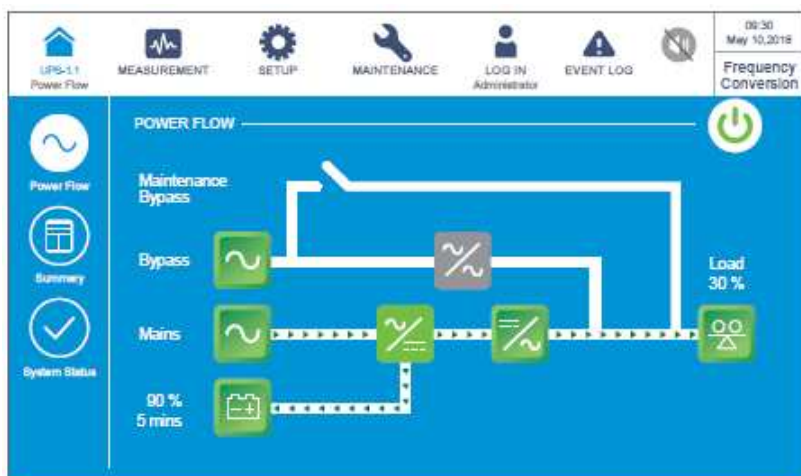 UPS-1.1
Power Flow
MEASUREMENT
SETUP
MAINTENANCE
LOG IN
Administrator
EVENT LOG
09:30
May 10,2018
Frequency
Conversion
Power Flow
Summery
System Status
POWER FLOW
Maintenance
Bypass
Bypass
Mains
90 %
5 mins
Load
30 %